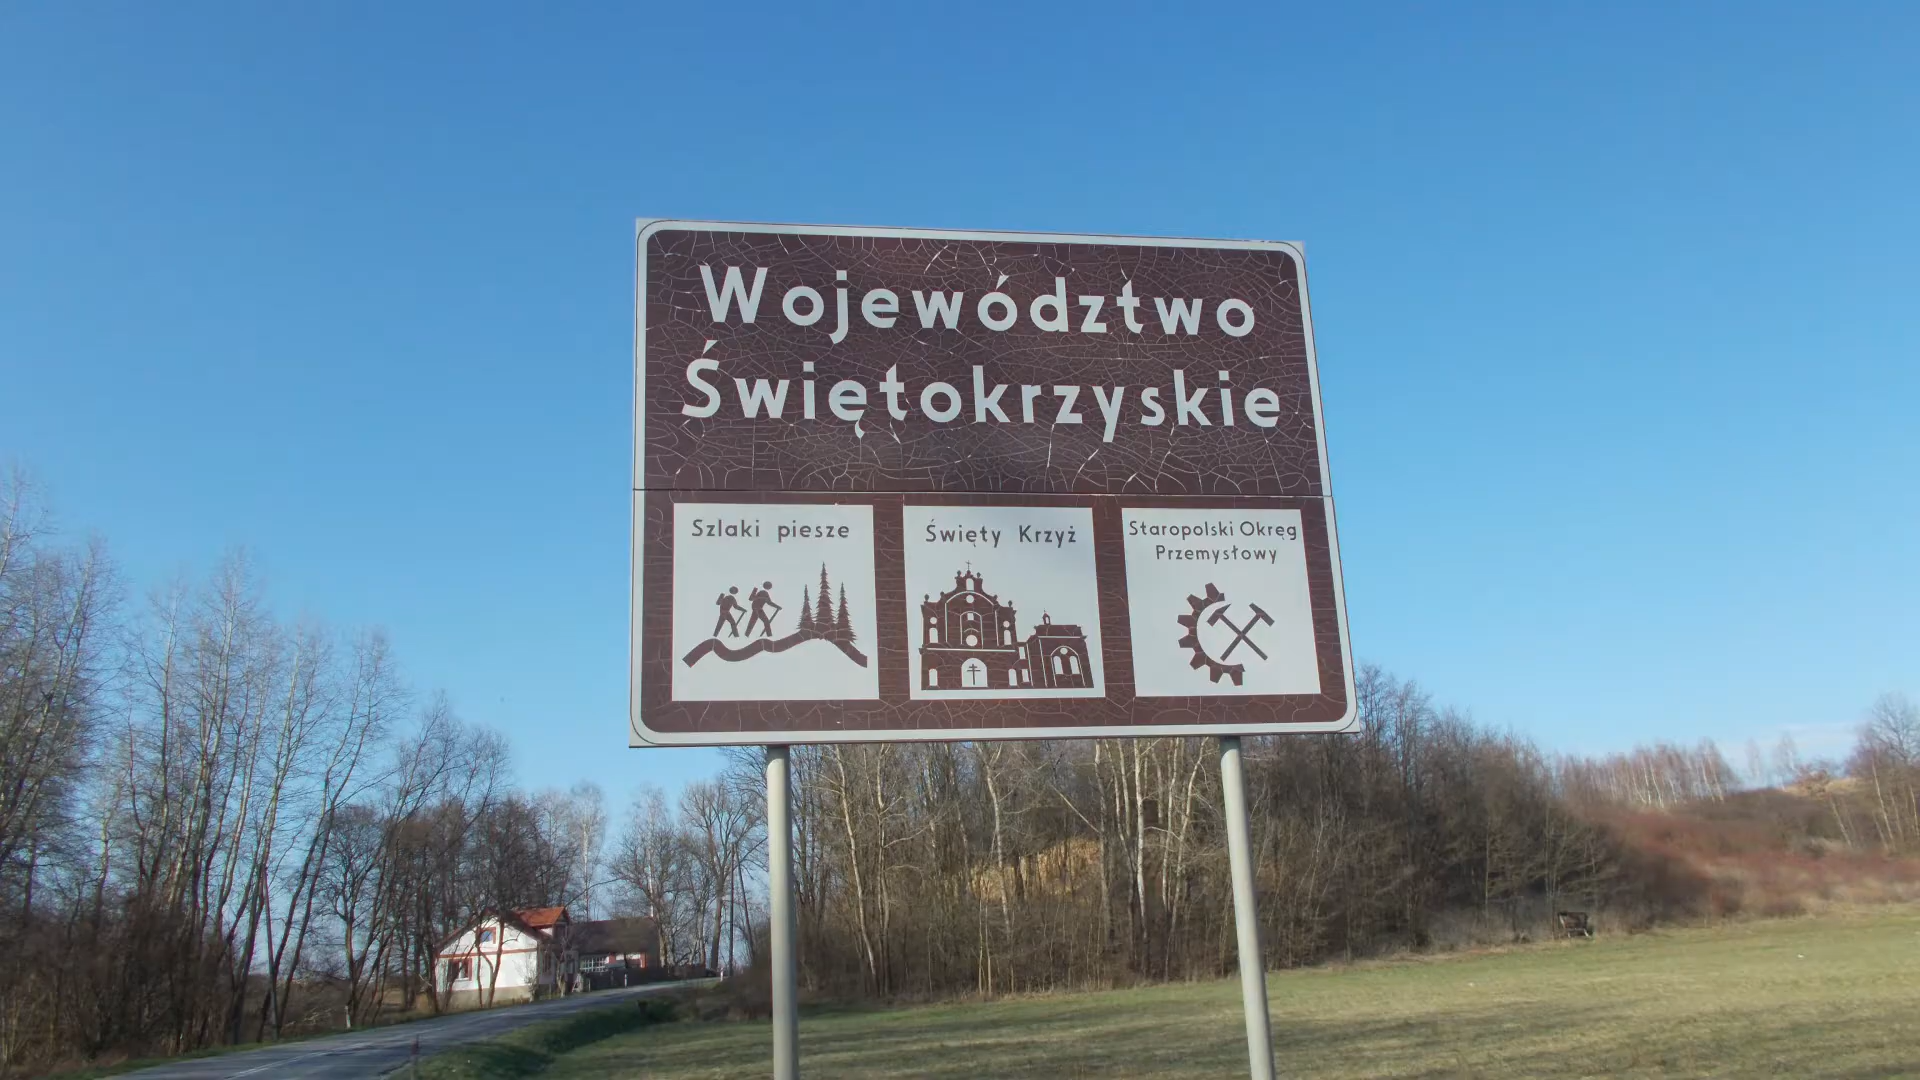 Województwo
Świętokrzyskie
Szlaki piesze
Święty Krzyż
Staropolski Okręg
Przemysłowy